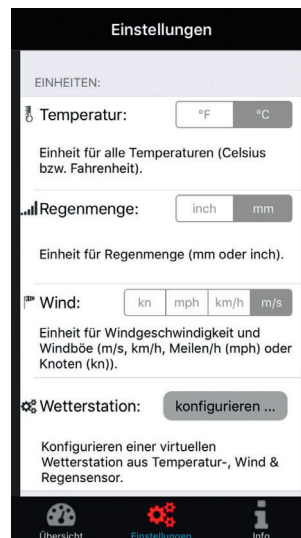 Einstellungen
EINHEITEN:
Temperatur: °F °C
Einheit für alle Temperaturen (Celsius
bzw. Fahrenheit).
Regenmenge: inch mm
Einheit für Regenmenge (mm oder inch).
Wind: kn mph km/h m/s
Einheit für Windgeschwindigkeit und
Windböe (m/s, km/h, Meilen/h (mph) oder
Knoten (kn)).
Wetterstation: konfigurieren ...
Konfigurieren einer virtuellen
Wetterstation aus Temperatur-, Wind &
Regensensor.
Übersicht Einstellungen Info